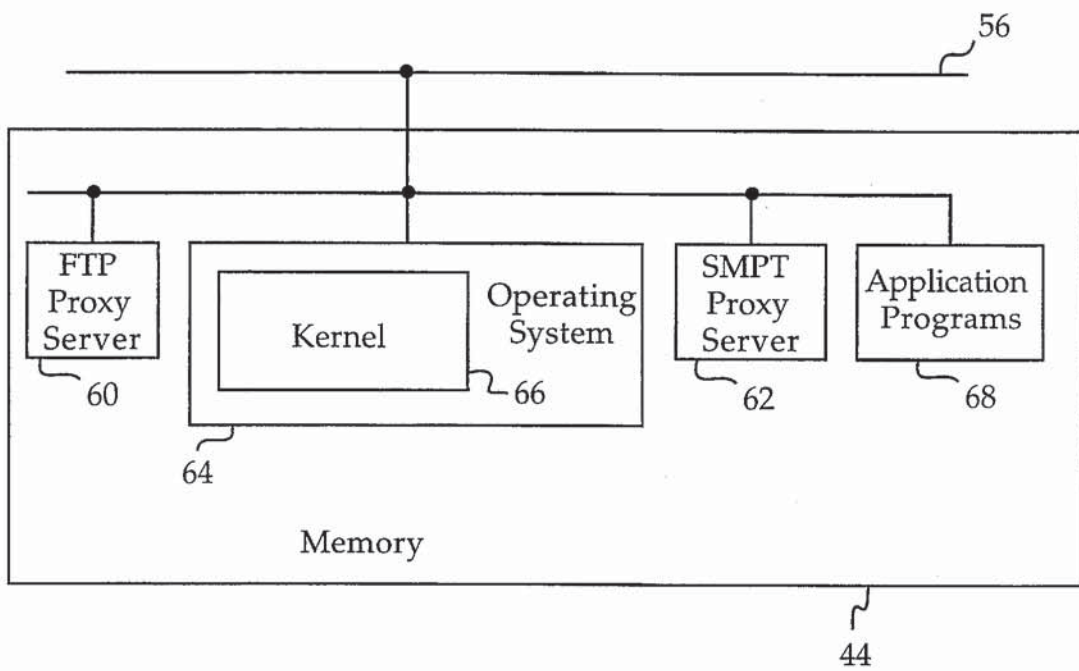 56
FTP
Proxy
Server
60
Kernel
66
Operating
System
64
SMPT
Proxy
Server
62
Application
Programs
68
Memory
44